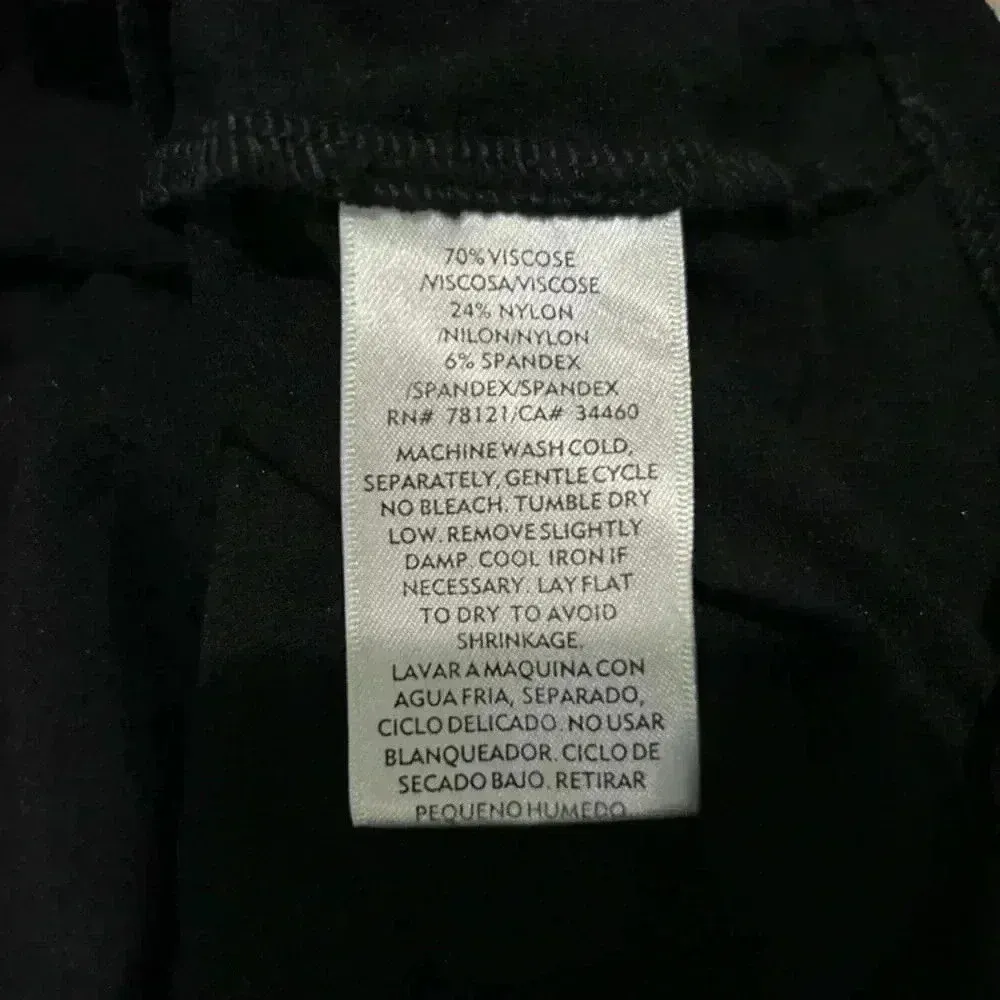 70% VISCOSE
/VISCOSA/VISCOSE
24% NYLON
/NILON/NYLON
6% SPANDEX
/SPANDEX/SPANDEX
RN# 78121/CA# 34460
MACHINE WASH COLD,
SEPARATELY, GENTLE CYCLE
NO BLEACH. TUMBLE DRY
LOW. REMOVE SLIGHTLY
DAMP. COOL IRON IF
NECESSARY. LAY FLAT
TO DRY TO AVOID
SHRINKAGE.
LAVAR A MAQUINA CON
AGUA FRIA, SEPARADO,
CICLO DELICADO. NO USAR
BLANQUEADOR. CICLO DE
SECADO BAJO. RETIRAR
PEQUENO HUMEDO